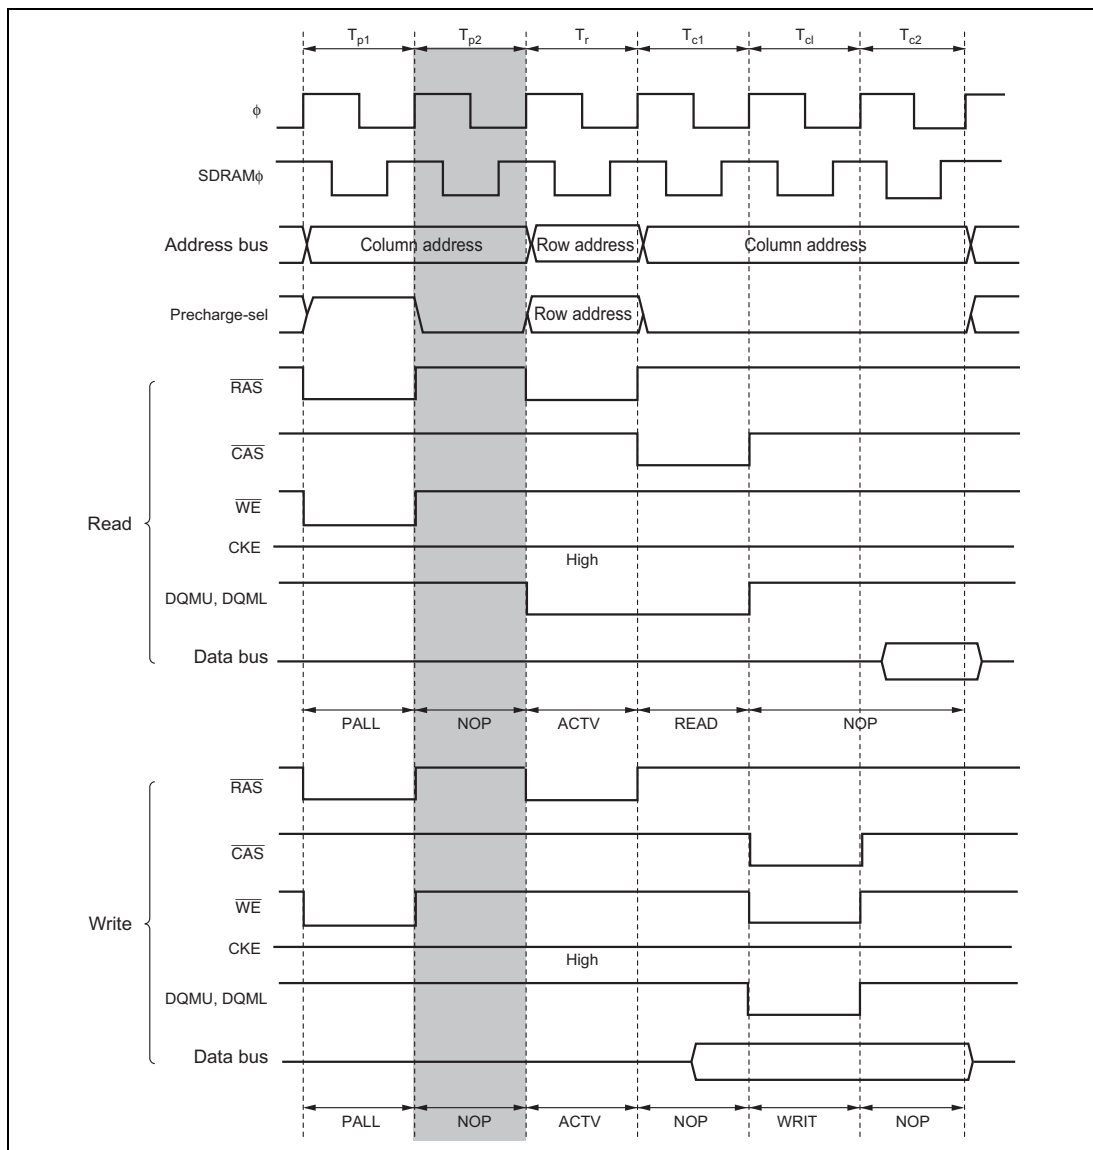 Tp1 Tp2 Tr Tc1 Tcl Tc2
ϕ
SDRAMϕ
Address bus Column address Row address Column address
Precharge-sel Row address
RAS
CAS
WE
Read
CKE High
DQMU, DQML
Data bus
PALL NOP ACTV READ NOP
RAS
CAS
WE
Write
CKE High
DQMU, DQML
Data bus
PALL NOP ACTV NOP WRIT NOP